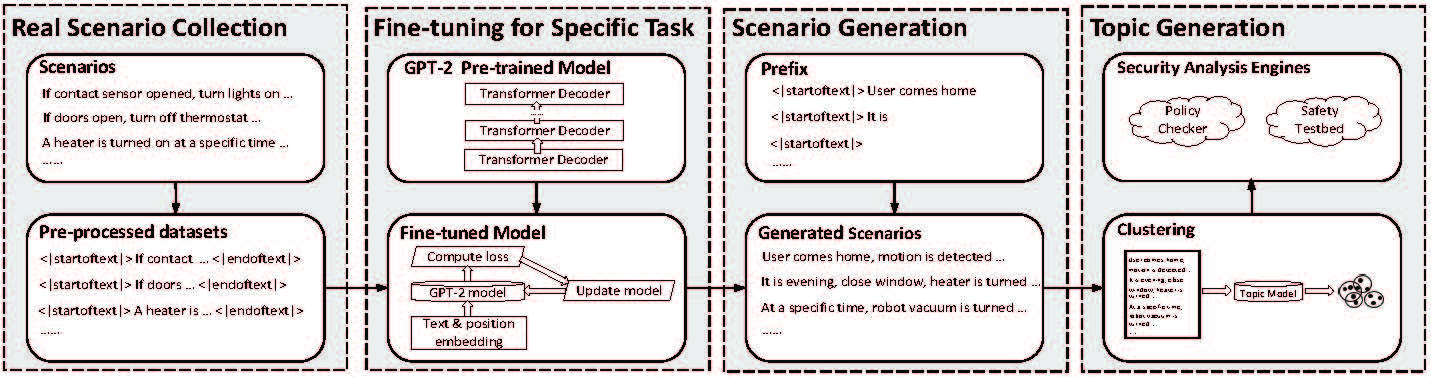 Real Scenario Collection
Scenarios
If contact sensor opened, turn lights on ...
If doors open, turn off thermostat ...
A heater is turned on at a specific time ...
......
Pre-processed datasets
<|startoftext|> If contact ... <|endoftext|>
<|startoftext|> If doors ... <|endoftext|>
<|startoftext|> A heater is ... <|endoftext|>
......
Fine-tuning for Specific Task
GPT-2 Pre-trained Model
Transformer Decoder
......
Transformer Decoder
Transformer Decoder
Fine-tuned Model
Compute loss
GPT-2 model
Update model
Text & position
embedding
Scenario Generation
Prefix
<|startoftext|> User comes home
<|startoftext|> It is
<|startoftext|>
......
Generated Scenarios
User comes home, motion is detected ...
It is evening, close window, heater is turned ...
At a specific time, robot vacuum is turned ...
......
Topic Generation
Security Analysis Engines
Policy
Checker
Safety
Testbed
Clustering
User comes home,
motion is detected ...
It is evening, close
window, heater is
turned ...
At a specific time,
robot vacuum is
turned ...
...
Topic Model